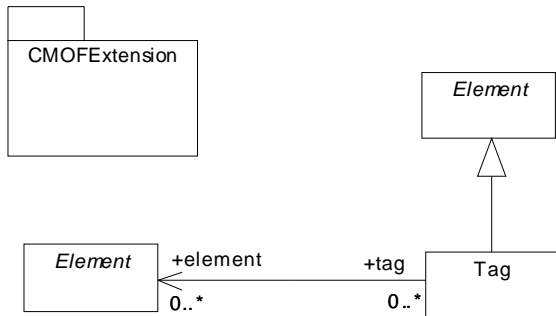 CMOFExtension
Element
Element
+element
+tag
Tag
0..*
0..*